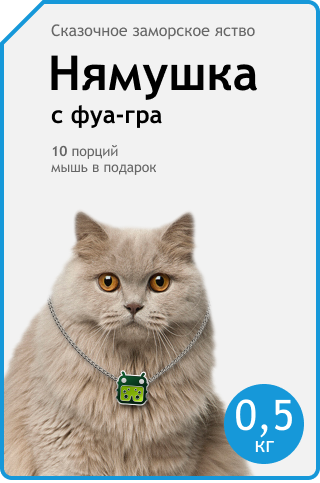 Сказочное заморское яство
Нямушка
с фуа-гра
10 порций
мышь в подарок
0,5
кг